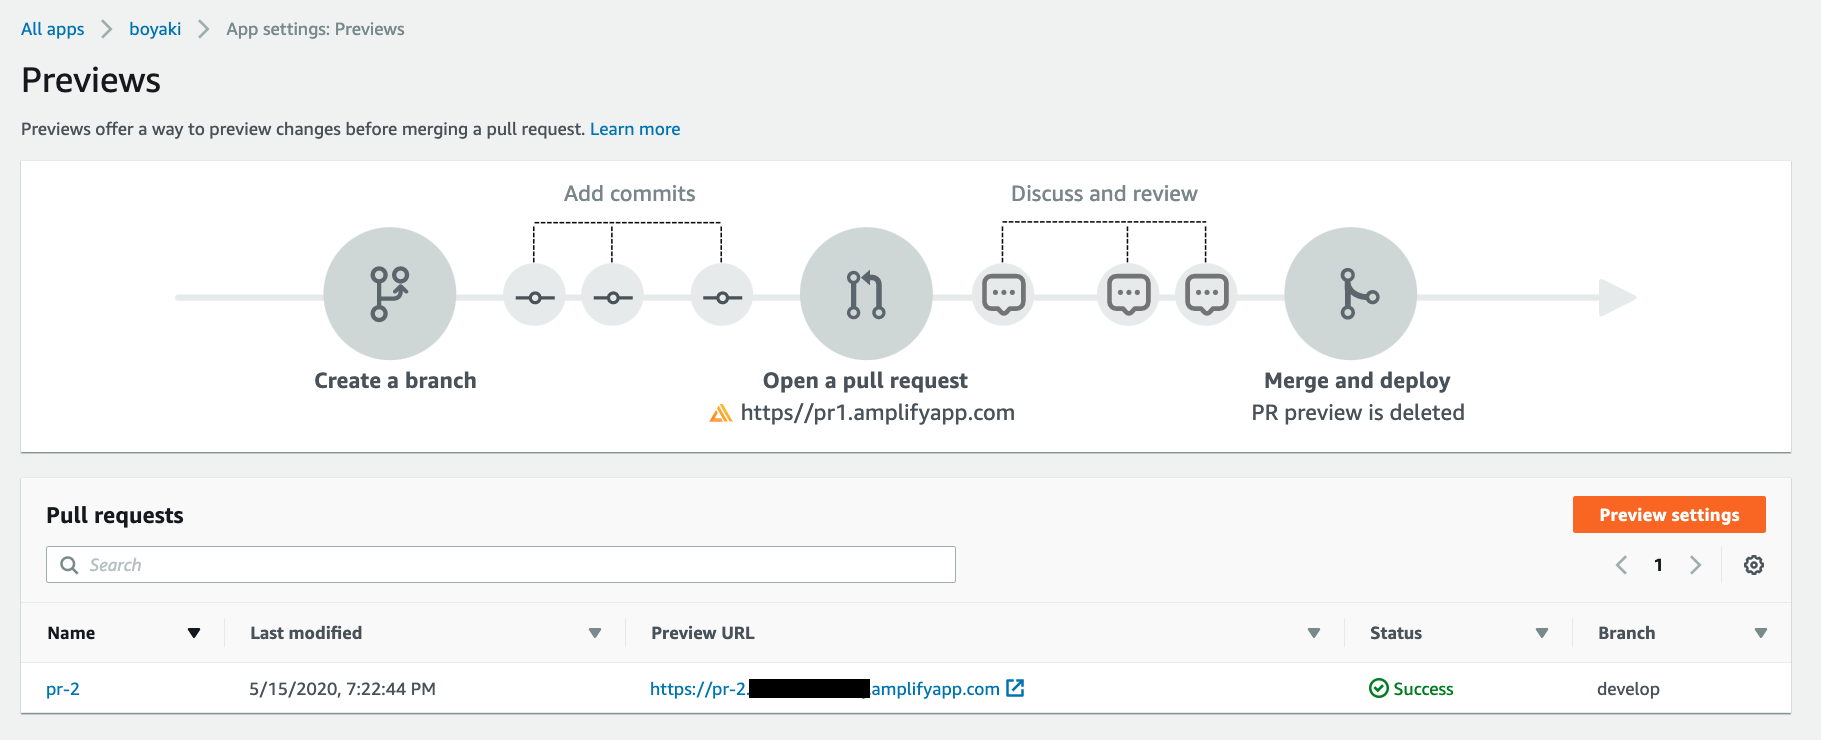 All apps > boyaki > App settings: Previews
Previews
Previews offer a way to preview changes before merging a pull request. Learn more
Add commits
Discuss and review
Create a branch
Open a pull request
https//pr1.amplifyapp.com
Merge and deploy
PR preview is deleted
Pull requests
Preview settings
Search
1
Name Last modified Preview URL Status Branch
pr-2 5/15/2020, 7:22:44 PM https://pr-2. amplifyapp.com Success develop